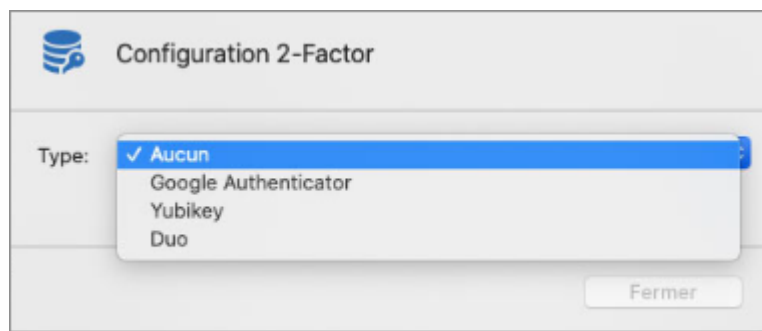 Configuration 2-Factor
Type:
✓ Aucun
Google Authenticator
Yubikey
Duo
Fermer